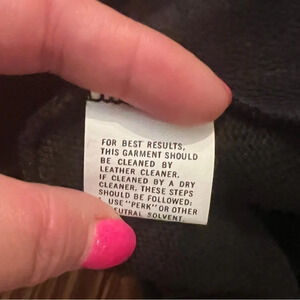 FOR BEST RESULTS,
THIS GARMENT SHOULD
BE CLEANED BY
LEATHER CLEANER.
IF CLEANED BY A DRY
CLEANER, THESE STEPS
SHOULD BE FOLLOWED:
USE "PERK" OR OTHER
SOLVENT